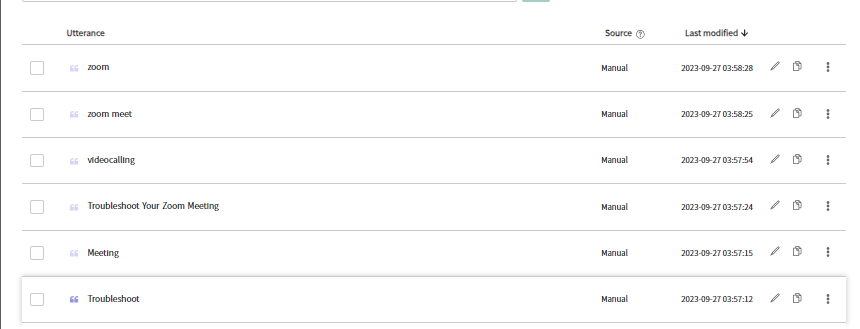 Utterance Source ? Last modified ↓
zoom Manual 2023-09-27 03:58:28
zoom meet Manual 2023-09-27 03:58:25
videocalling Manual 2023-09-27 03:57:54
Troubleshoot Your Zoom Meeting Manual 2023-09-27 03:57:24
Meeting Manual 2023-09-27 03:57:15
Troubleshoot Manual 2023-09-27 03:57:12